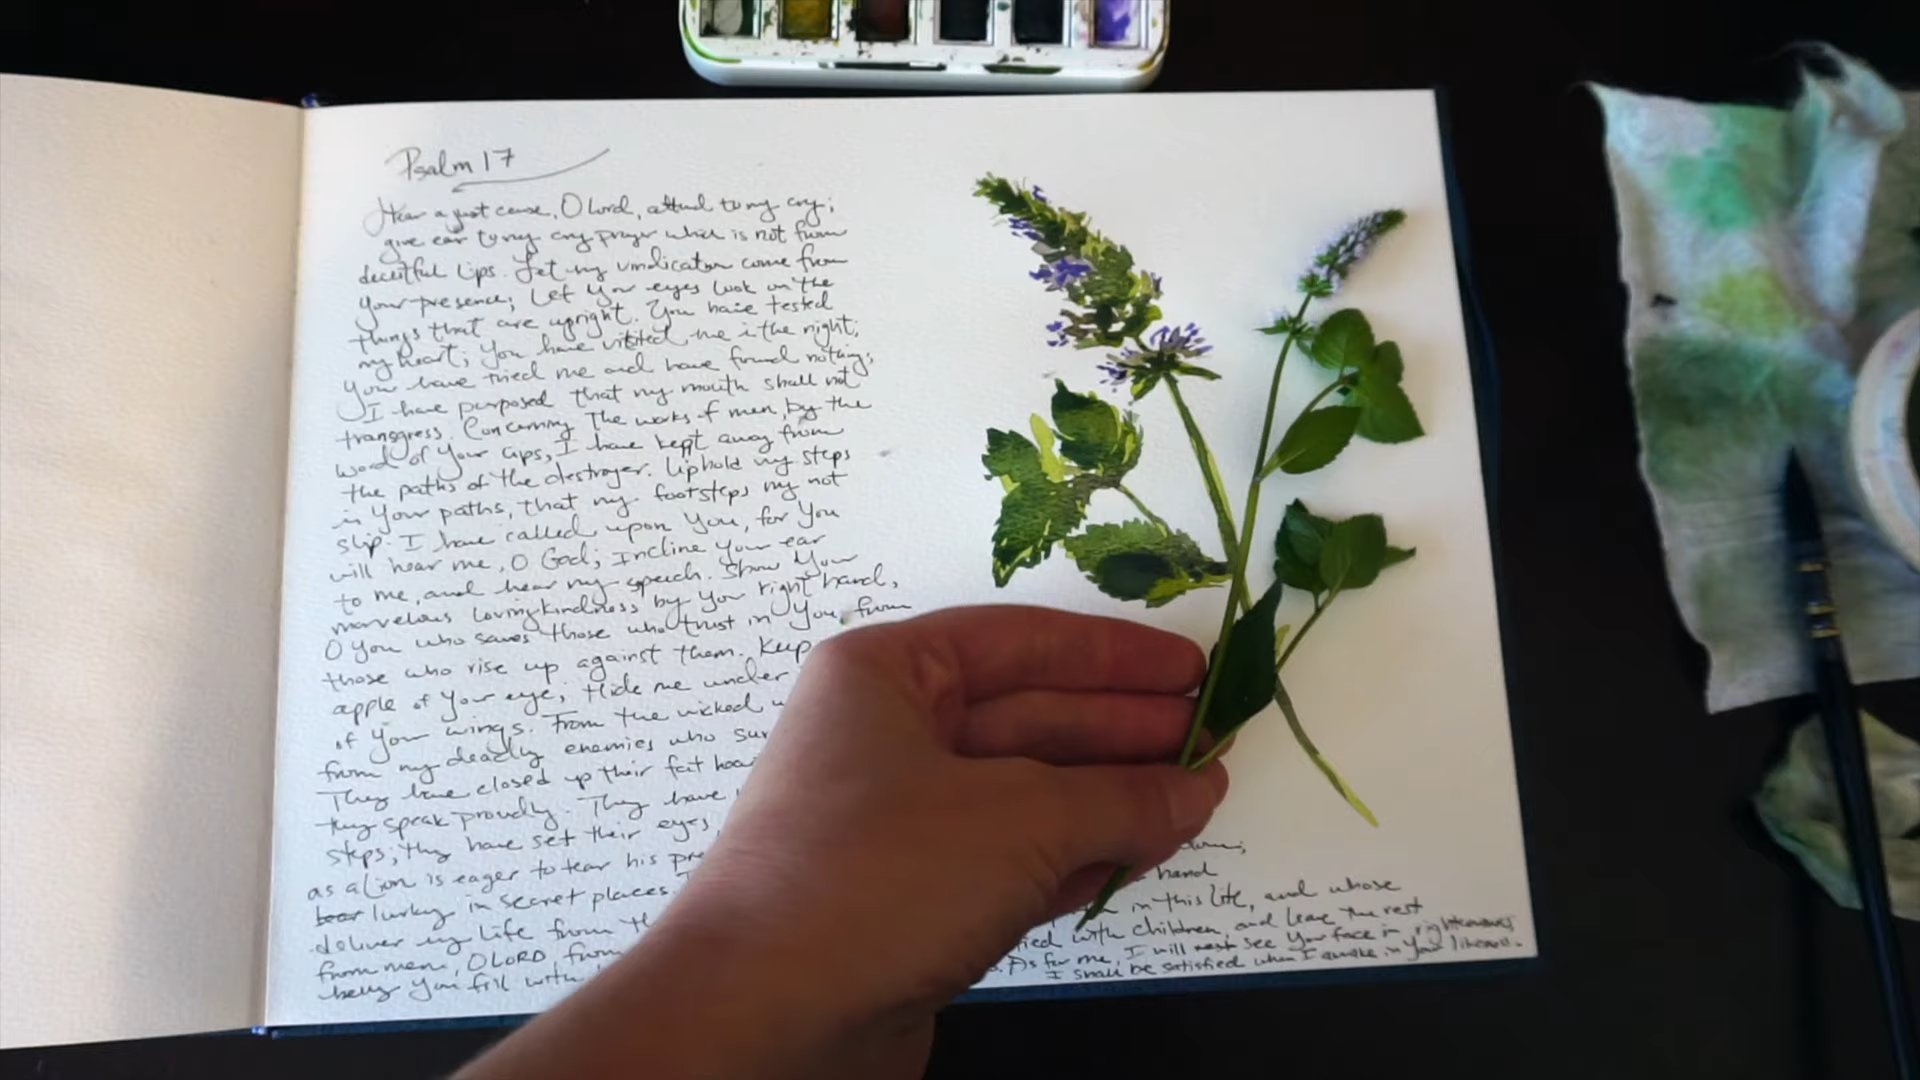 Psalm 17
Hear a just cause, O Lord, attend to my cry;
give ear to my cry prayer which is not from
deceitful lips. Let my vindication come from
Your presence; Let Your eyes look on the
things that are upright. You have tested
my heart; You have visited me in the night;
You have tried me and have found nothing;
I have purposed that my mouth shall not
transgress. Concerning The works of men, by the
word of Your lips, I have kept away from
the paths of the destroyer. Uphold my steps
in Your paths, that my footsteps my not
slip. I have called upon You, for You
will hear me, O God; Incline Your ear
to me, and hear my speech. Show Your
marvelous lovingkindness by Your right hand,
O You who saves those who trust in You from
those who rise up against them. Keep
apple of Your eye; Hide me under
of Your wings. From the wicked
from my deadly enemies who sur
They have closed up their fat
they speak proudly. They have
steps; they have set their eyes,
as a Lion is eager to tear his pre
lurking in secret places.
deliver my life from th
from men, O LORD, from
belly You fill with
hand
in this life, and whose
fied with children, and leave the rest
As for me, I will see Your face in righteousness
I shall be satisfied when I awake in Your likeness.